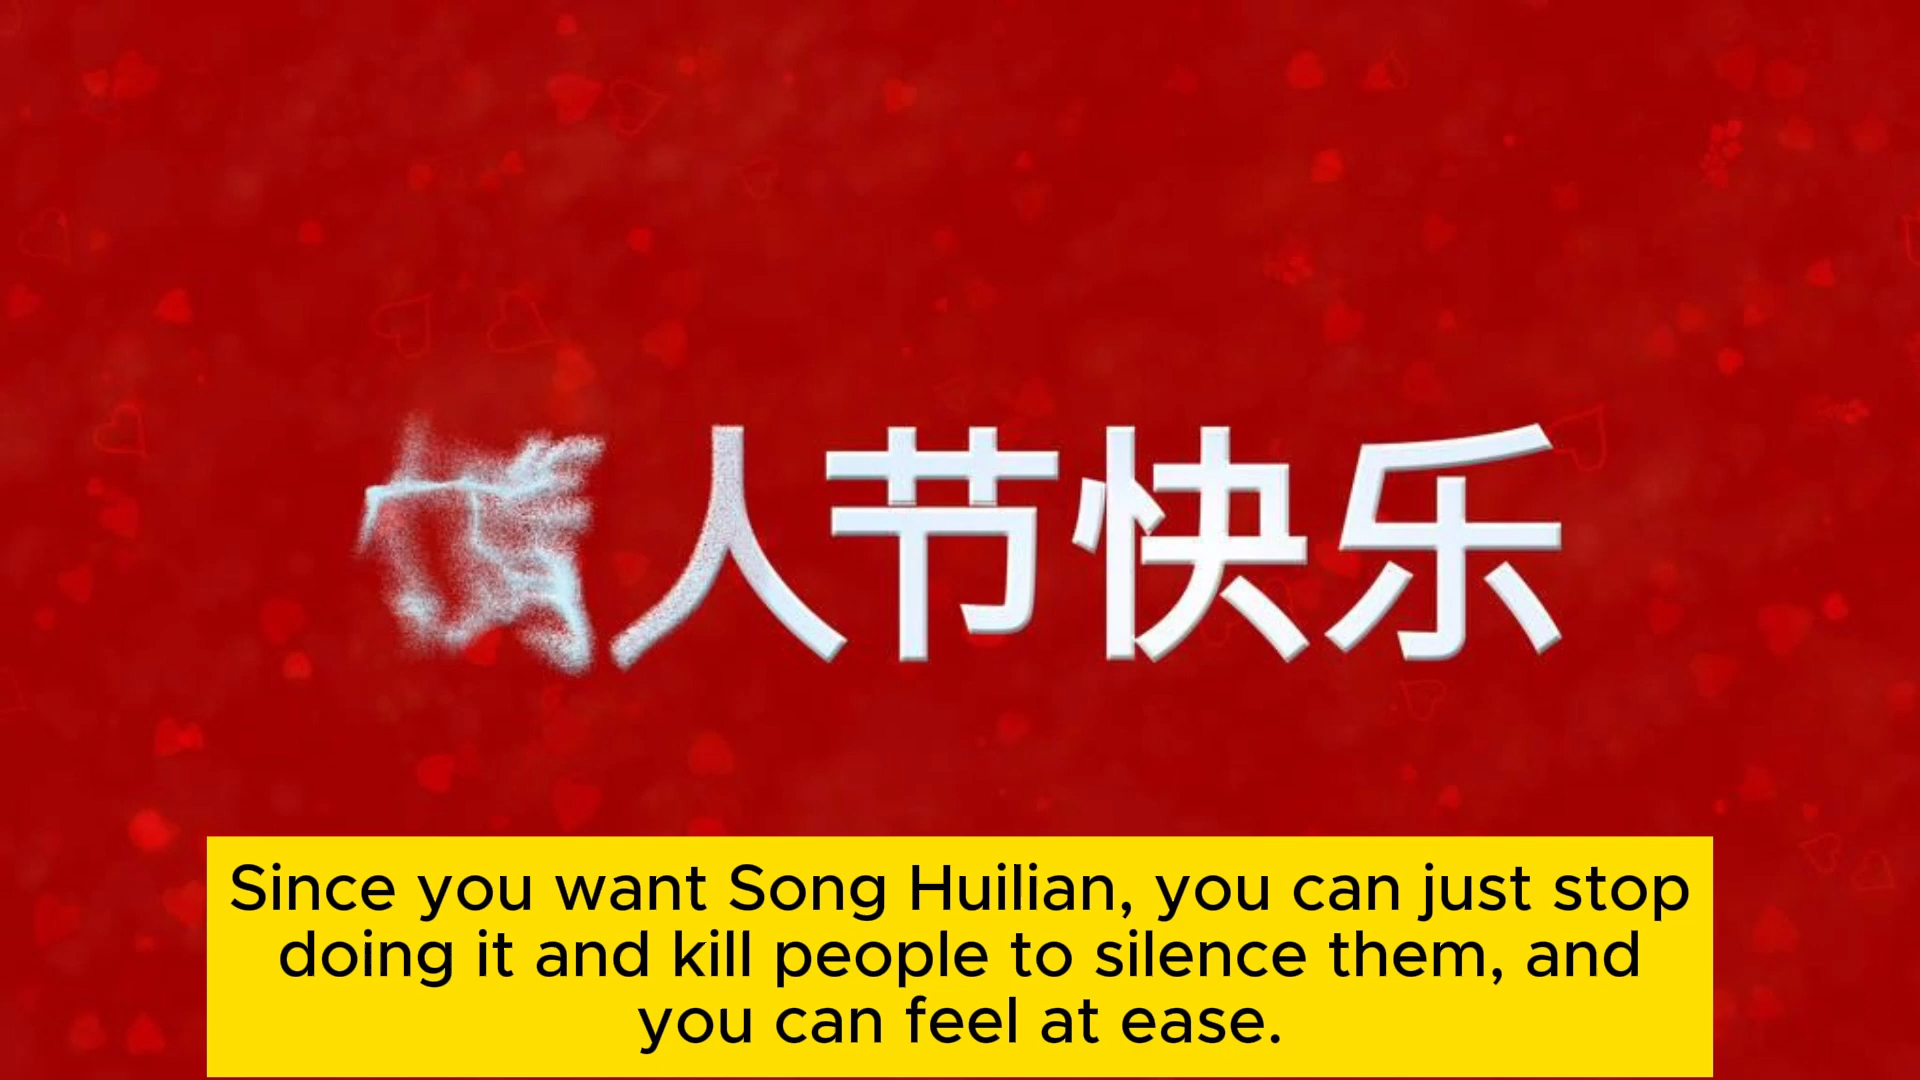 人节快乐
Since you want Song Huilian, you can just stop
doing it and kill people to silence them, and
you can feel at ease.